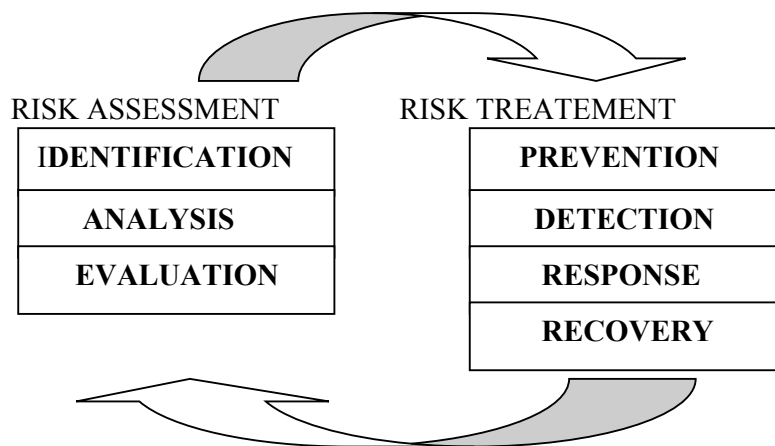 RISK ASSESSMENT
IDENTIFICATION
ANALYSIS
EVALUATION
RISK TREATEMENT
PREVENTION
DETECTION
RESPONSE
RECOVERY